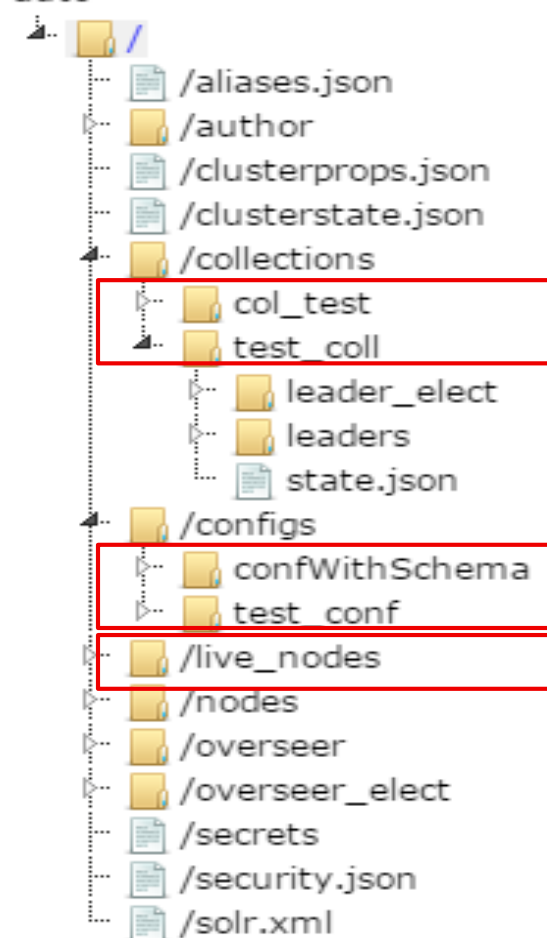 /
/aliases.json
/author
/clusterprops.json
/clusterstate.json
/collections
col_test
test_coll
leader_elect
leaders
state.json
/configs
confWithSchema
test_conf
/live_nodes
/nodes
/overseer
/overseer_elect
/secrets
/security.json
/solr.xml